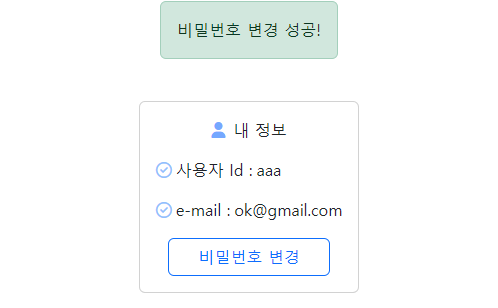 비밀번호 변경 성공!
내 정보
사용자 Id : aaa
e-mail : ok@gmail.com
비밀번호 변경